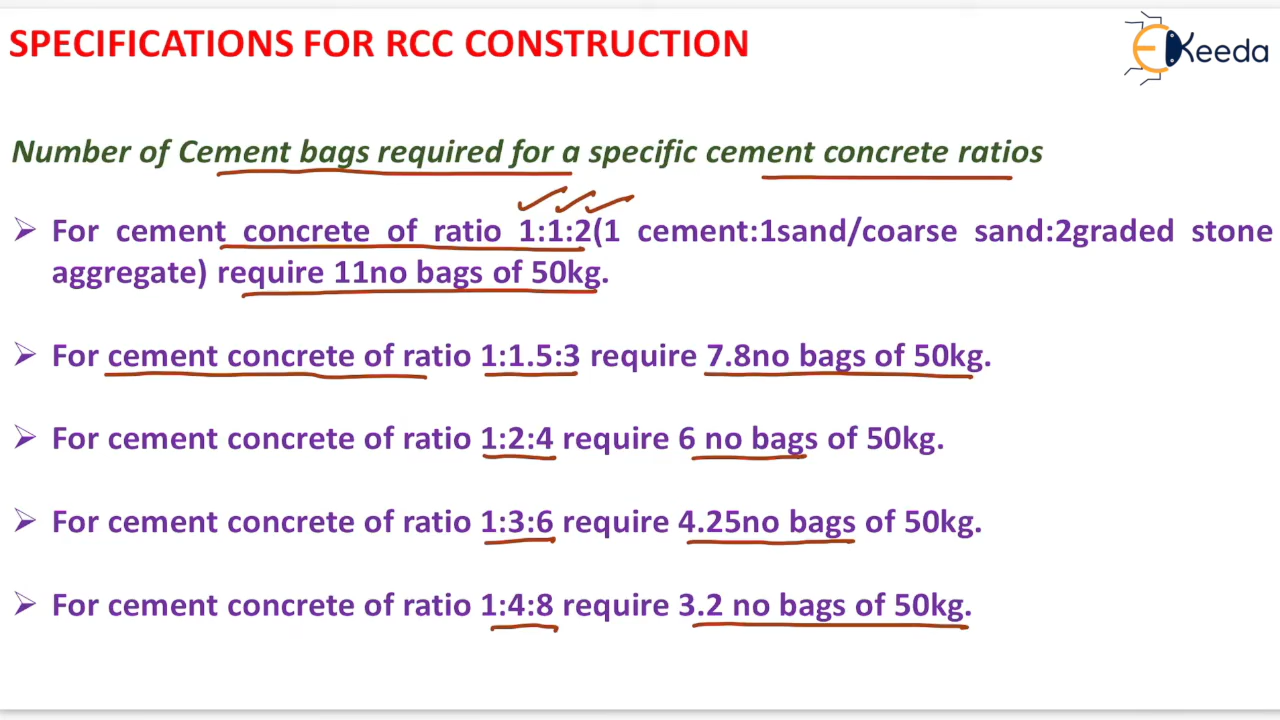 SPECIFICATIONS FOR RCC CONSTRUCTION
EKeeda
Number of Cement bags required for a specific cement concrete ratios
➢ For cement concrete of ratio 1:1:2(1 cement:1sand/coarse sand:2graded stone
aggregate) require 11no bags of 50kg.
➢ For cement concrete of ratio 1:1.5:3 require 7.8no bags of 50kg.
➢ For cement concrete of ratio 1:2:4 require 6 no bags of 50kg.
➢ For cement concrete of ratio 1:3:6 require 4.25no bags of 50kg.
➢ For cement concrete of ratio 1:4:8 require 3.2 no bags of 50kg.